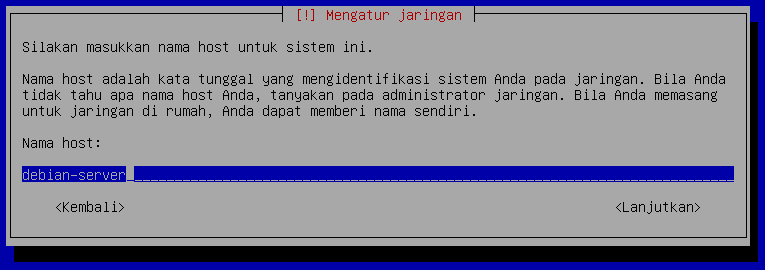 [!] Mengatur jaringan
Silakan masukkan nama host untuk sistem ini.
Nama host adalah kata tunggal yang mengidentifikasi sistem Anda pada jaringan. Bila Anda
tidak tahu apa nama host Anda, tanyakan pada administrator jaringan. Bila Anda memasang
untuk jaringan di rumah, Anda dapat memberi nama sendiri.
Nama host:
debian-server
<Kembali> <Lanjutkan>